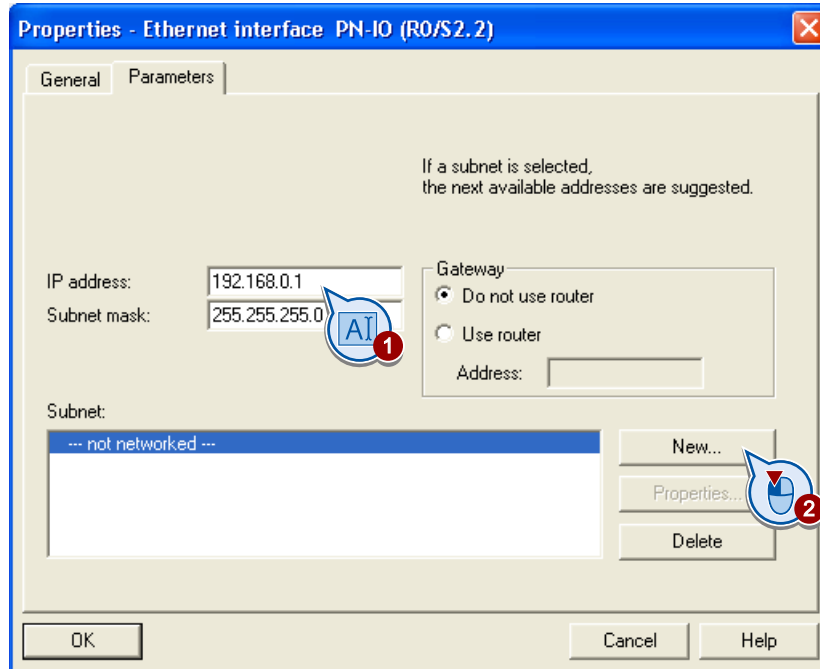 Properties - Ethernet interface PN-IO (R0/S2.2)
General
Parameters
If a subnet is selected,
the next available addresses are suggested.
IP address:
192.168.0.1
Subnet mask:
255.255.255.0
A
1
Gateway
Do not use router
Use router
Address:
Subnet:
--- not networked ---
New...
Properties...
2
Delete
OK
Cancel
Help